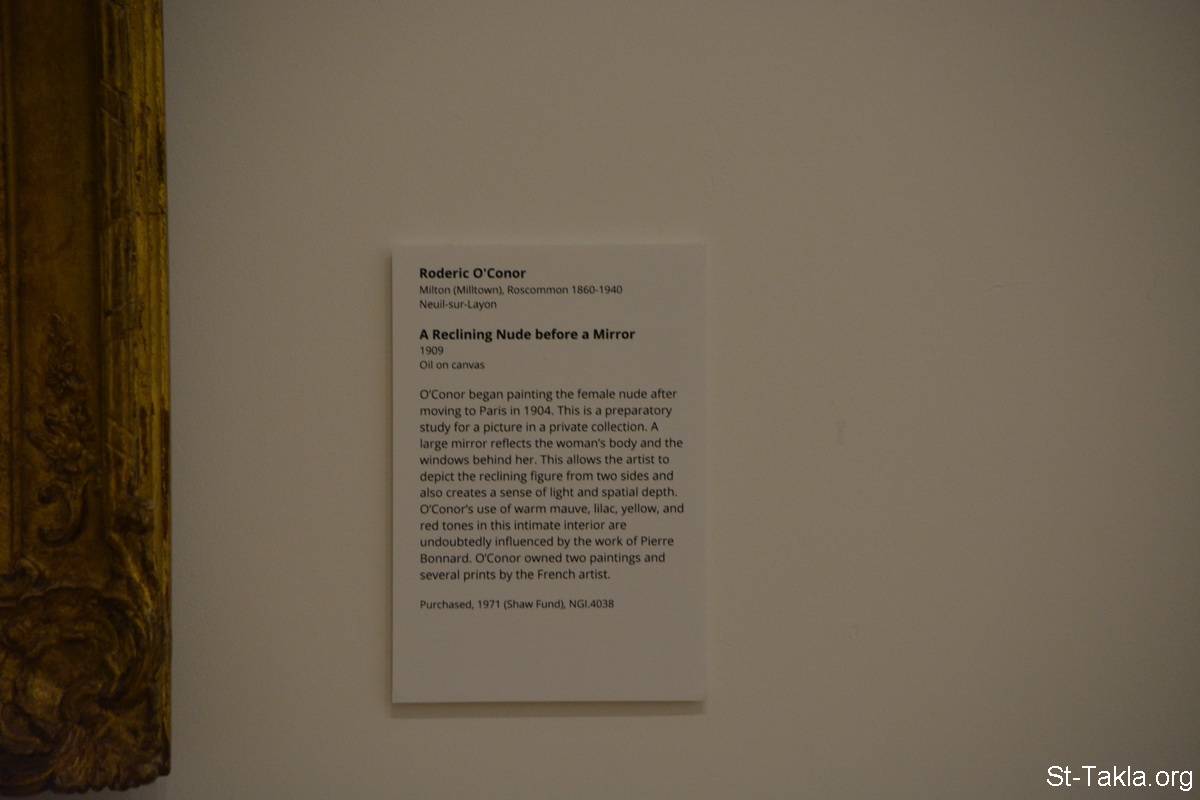 Roderic O'Conor
Milton (Milltown), Roscommon 1860-1940
Neuil-sur-Layon
A Reclining Nude before a Mirror
1909
Oil on canvas
O'Conor began painting the female nude after
moving to Paris in 1904. This is a preparatory
study for a picture in a private collection. A
large mirror reflects the woman's body and the
windows behind her. This allows the artist to
depict the reclining figure from two sides and
also creates a sense of light and spatial depth.
O'Conor's use of warm mauve, lilac, yellow, and
red tones in this intimate interior are
undoubtedly influenced by the work of Pierre
Bonnard. O'Conor owned two paintings and
several prints by the French artist.
Purchased, 1971 (Shaw Fund), NGI.4038
St-Takla.org